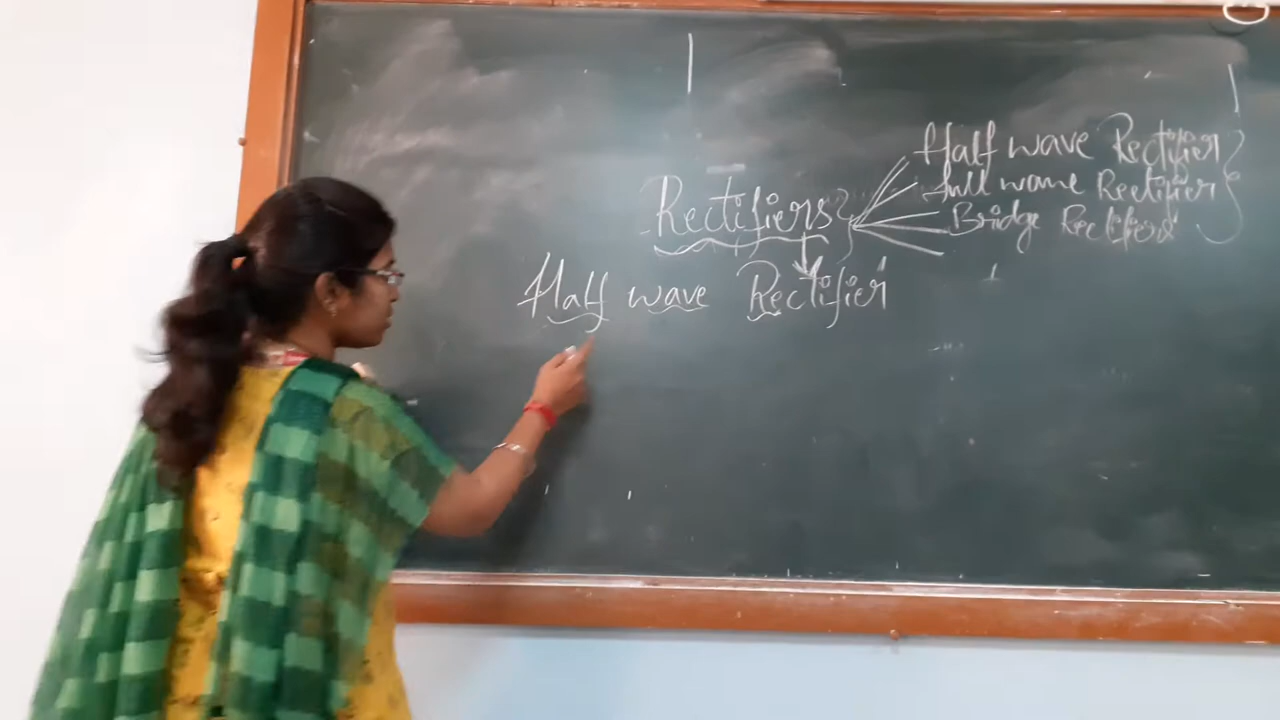 Half wave Rectifier
full wave Rectifier
Bridge Rectifier
Rectifiers
Half wave Rectifier